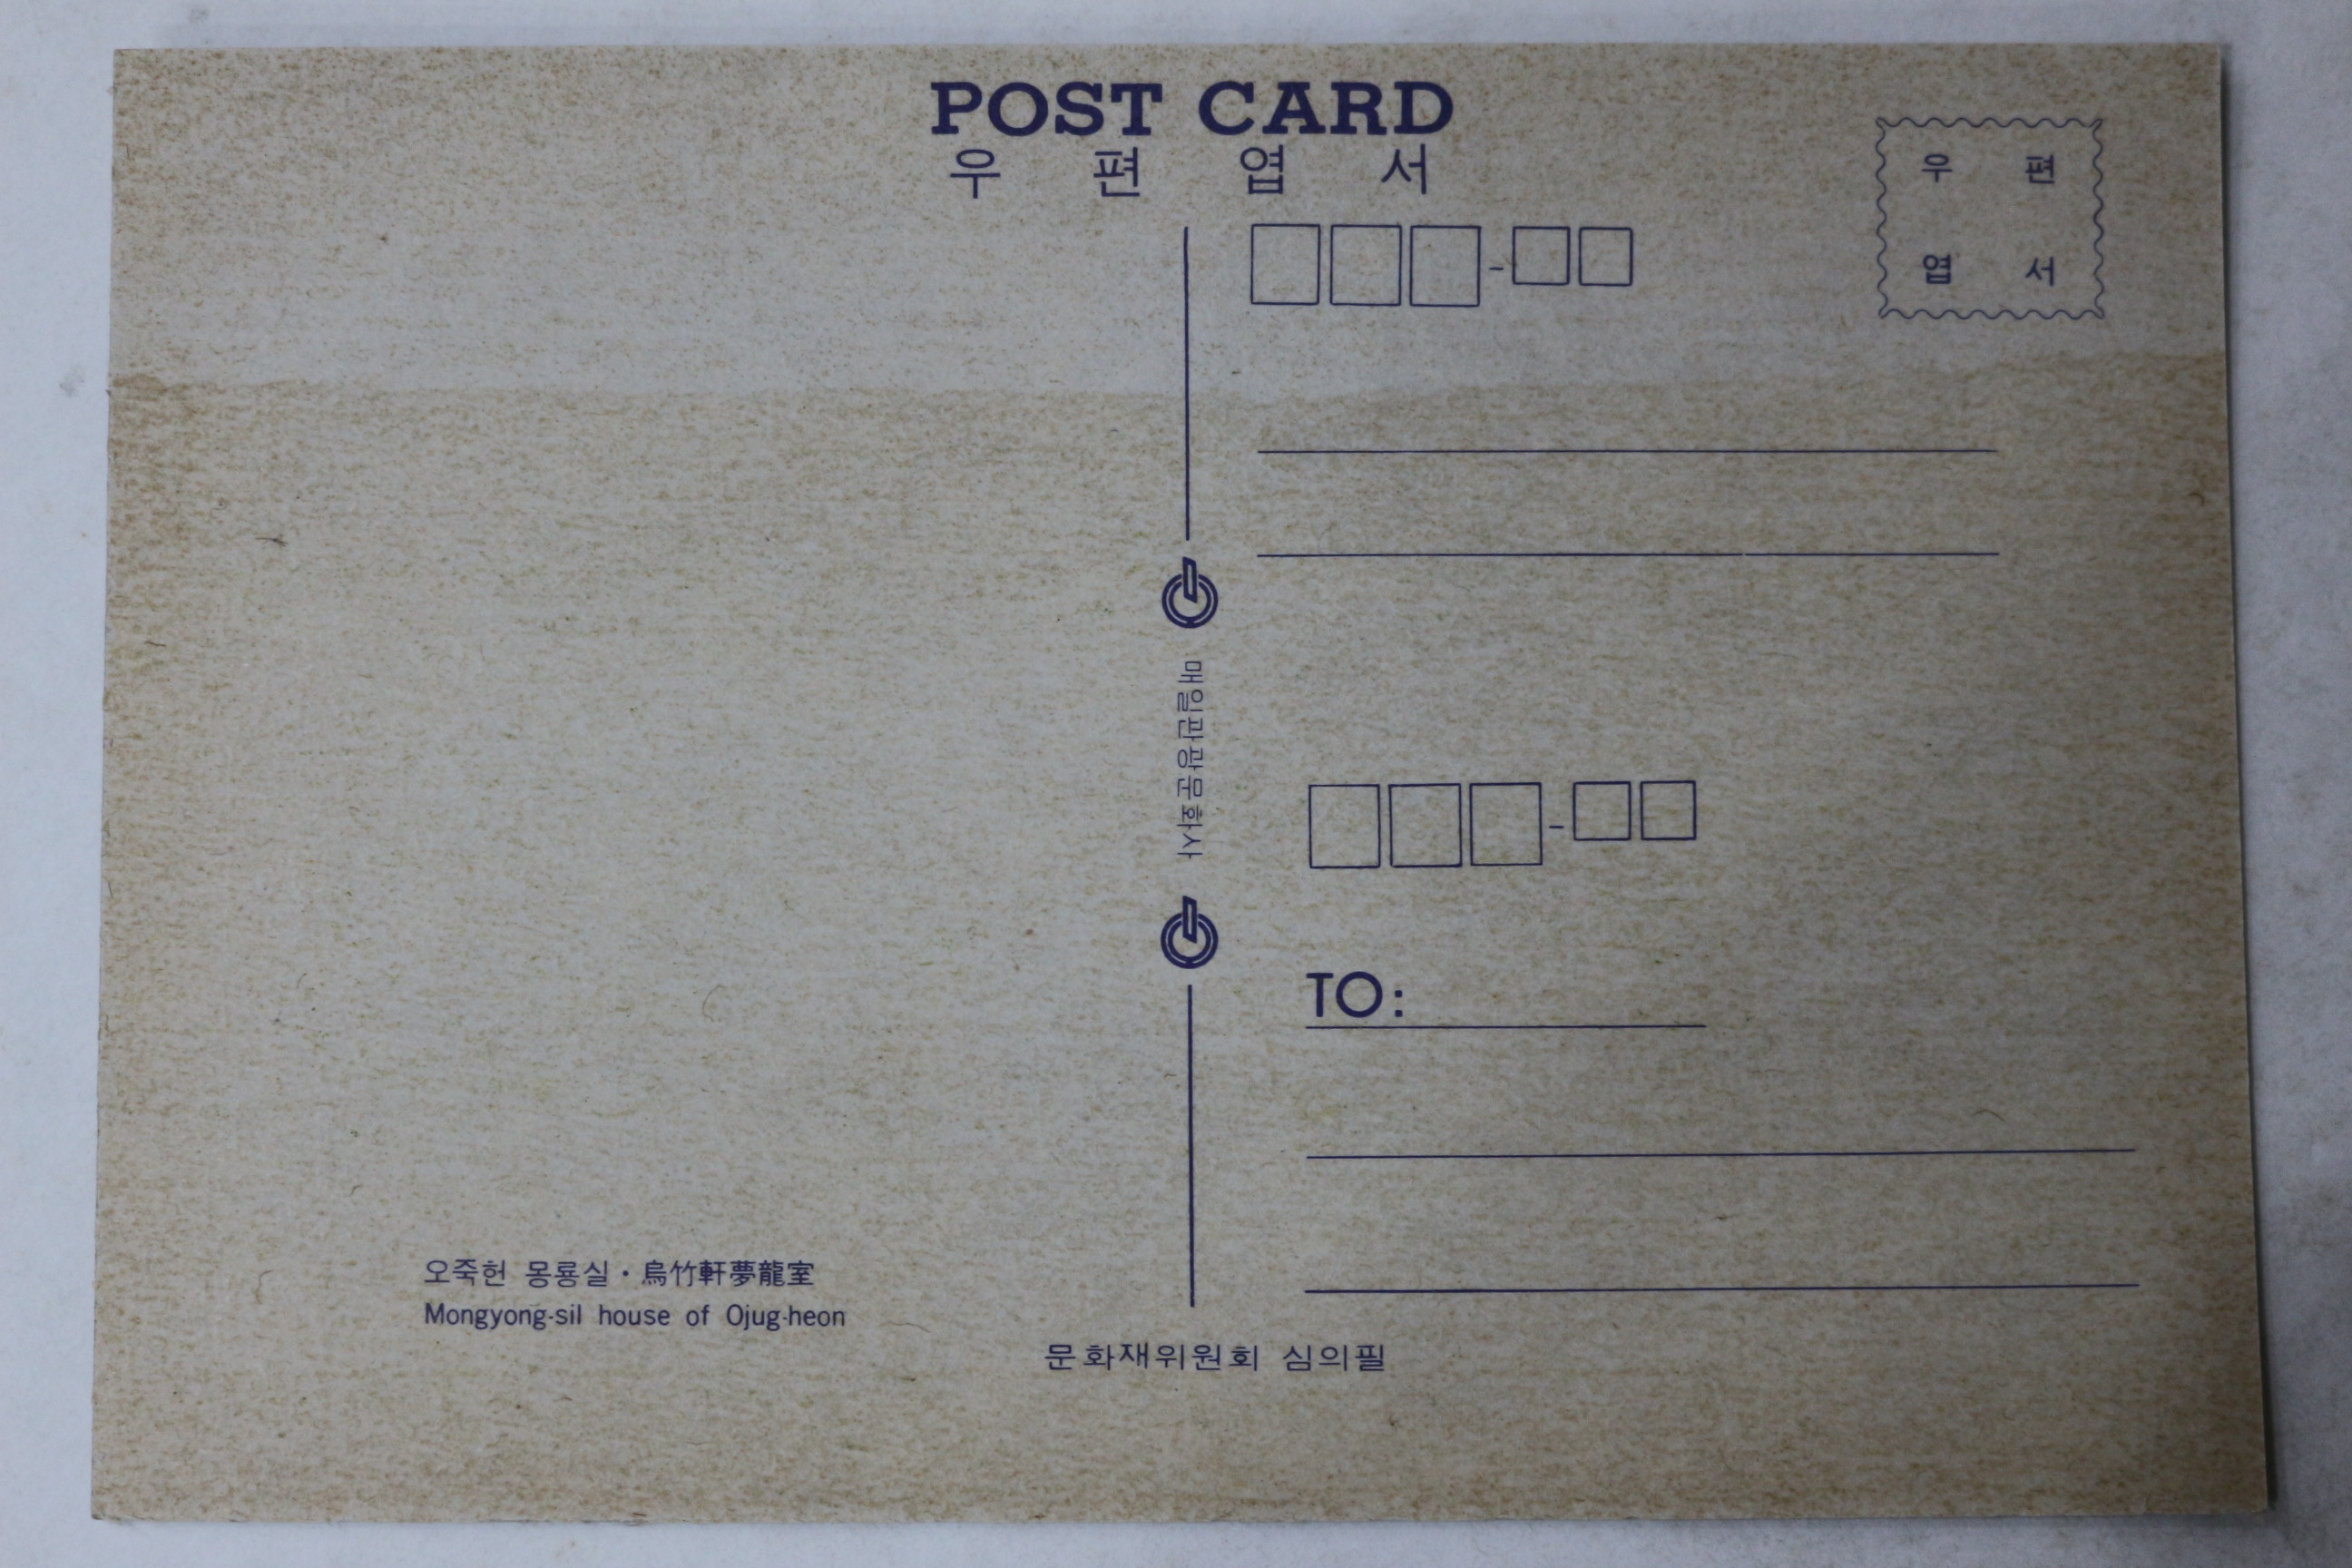 POST CARD
우 편 엽 서
우 편
엽 서
-
매일관광문화사
-
TO:
오죽헌 몽룡실・烏竹軒夢龍室
Mongyong-sil house of Ojug-heon
문화재위원회 심의필